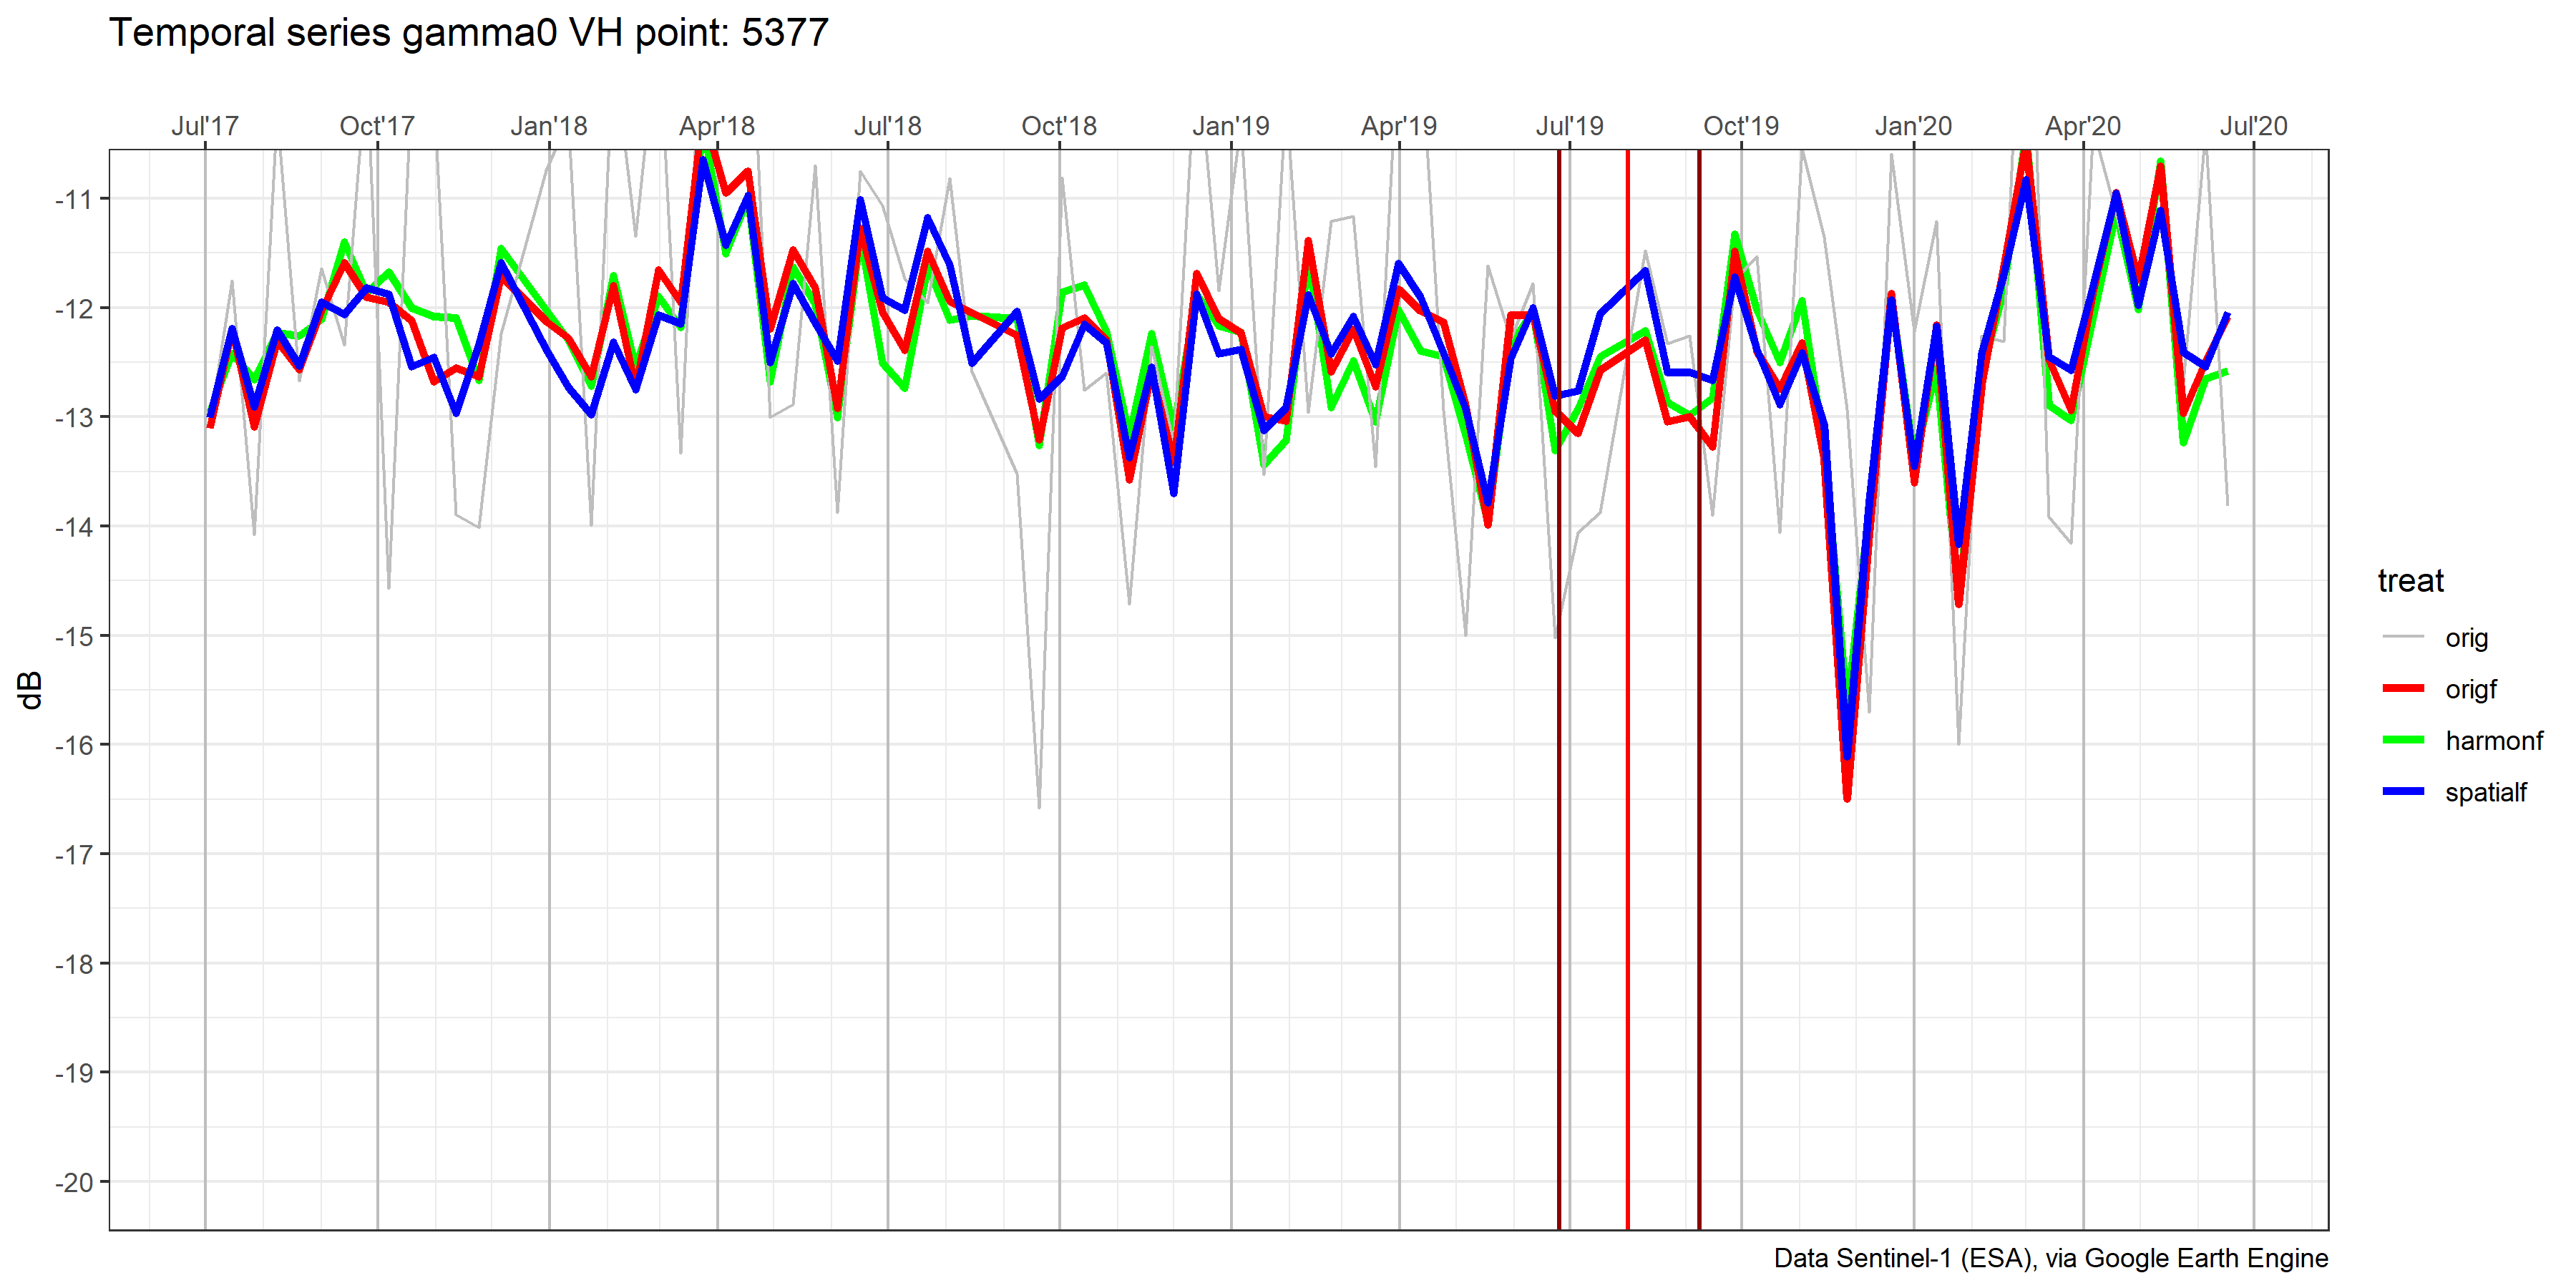 Temporal series gamma0 VH point: 5377
Jul'17 Oct'17 Jan'18 Apr'18 Jul'18 Oct'18 Jan'19 Apr'19 Jul'19 Oct'19 Jan'20 Apr'20 Jul'20
-11
-12
-13
-14
-15
-16
-17
-18
-19
-20
dB
treat
orig
origf
harmonf
spatialf
Data Sentinel-1 (ESA), via Google Earth Engine